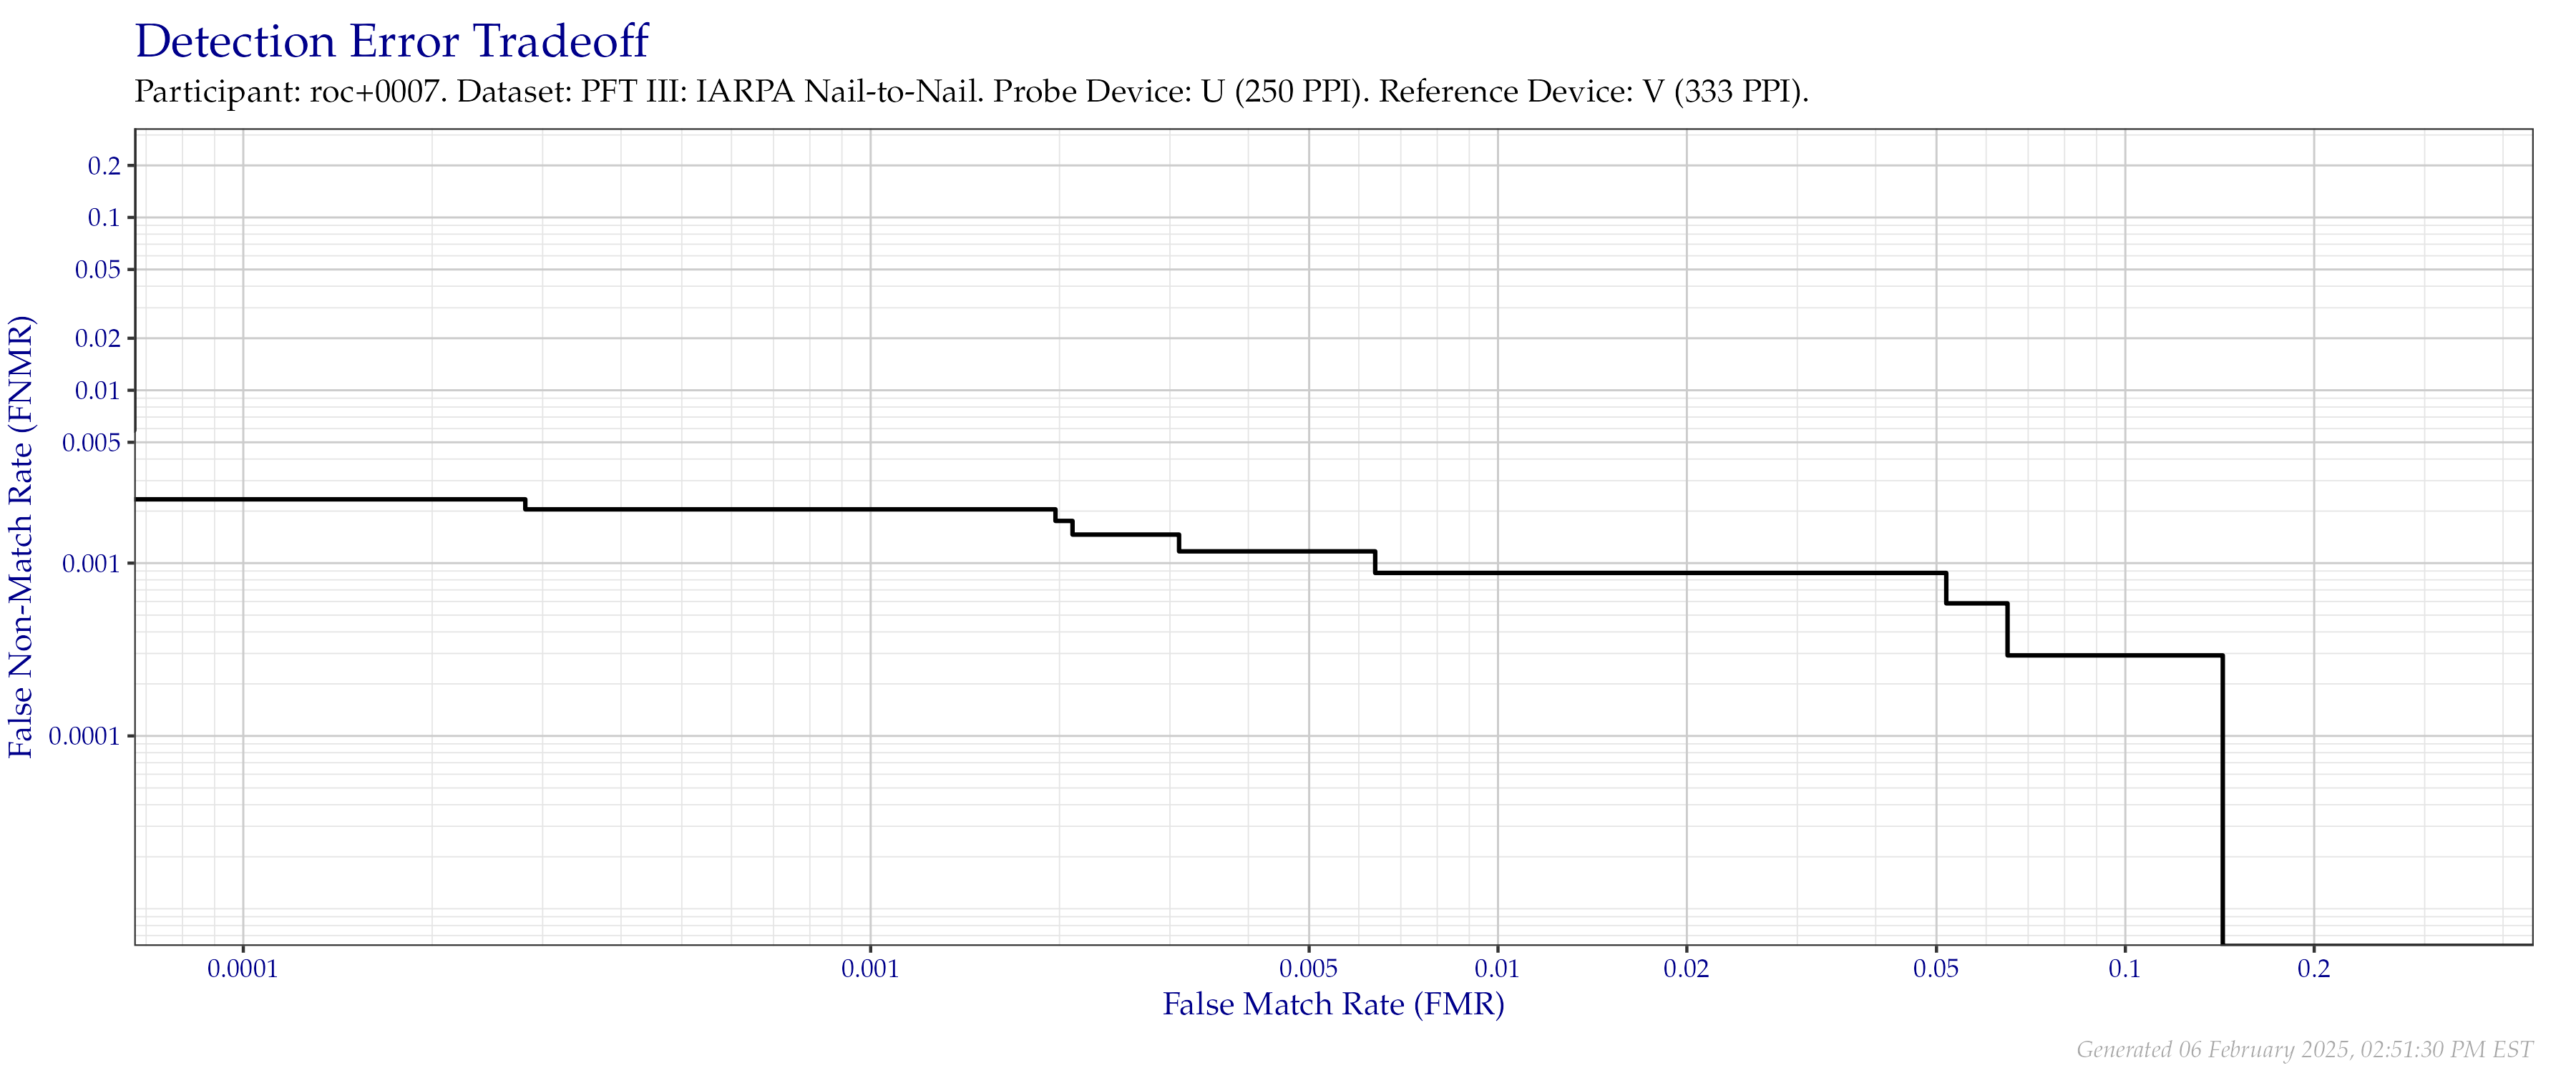 Detection Error Tradeoff
Participant: roc+0007. Dataset: PFT III: IARPA Nail-to-Nail. Probe Device: U (250 PPI). Reference Device: V (333 PPI).
False Non-Match Rate (FNMR)
0.2
0.1
0.05
0.02
0.01
0.005
0.001
0.0001
0.0001 0.001 0.005 0.01 0.02 0.05 0.1 0.2
False Match Rate (FMR)
Generated 06 February 2025, 02:51:30 PM EST